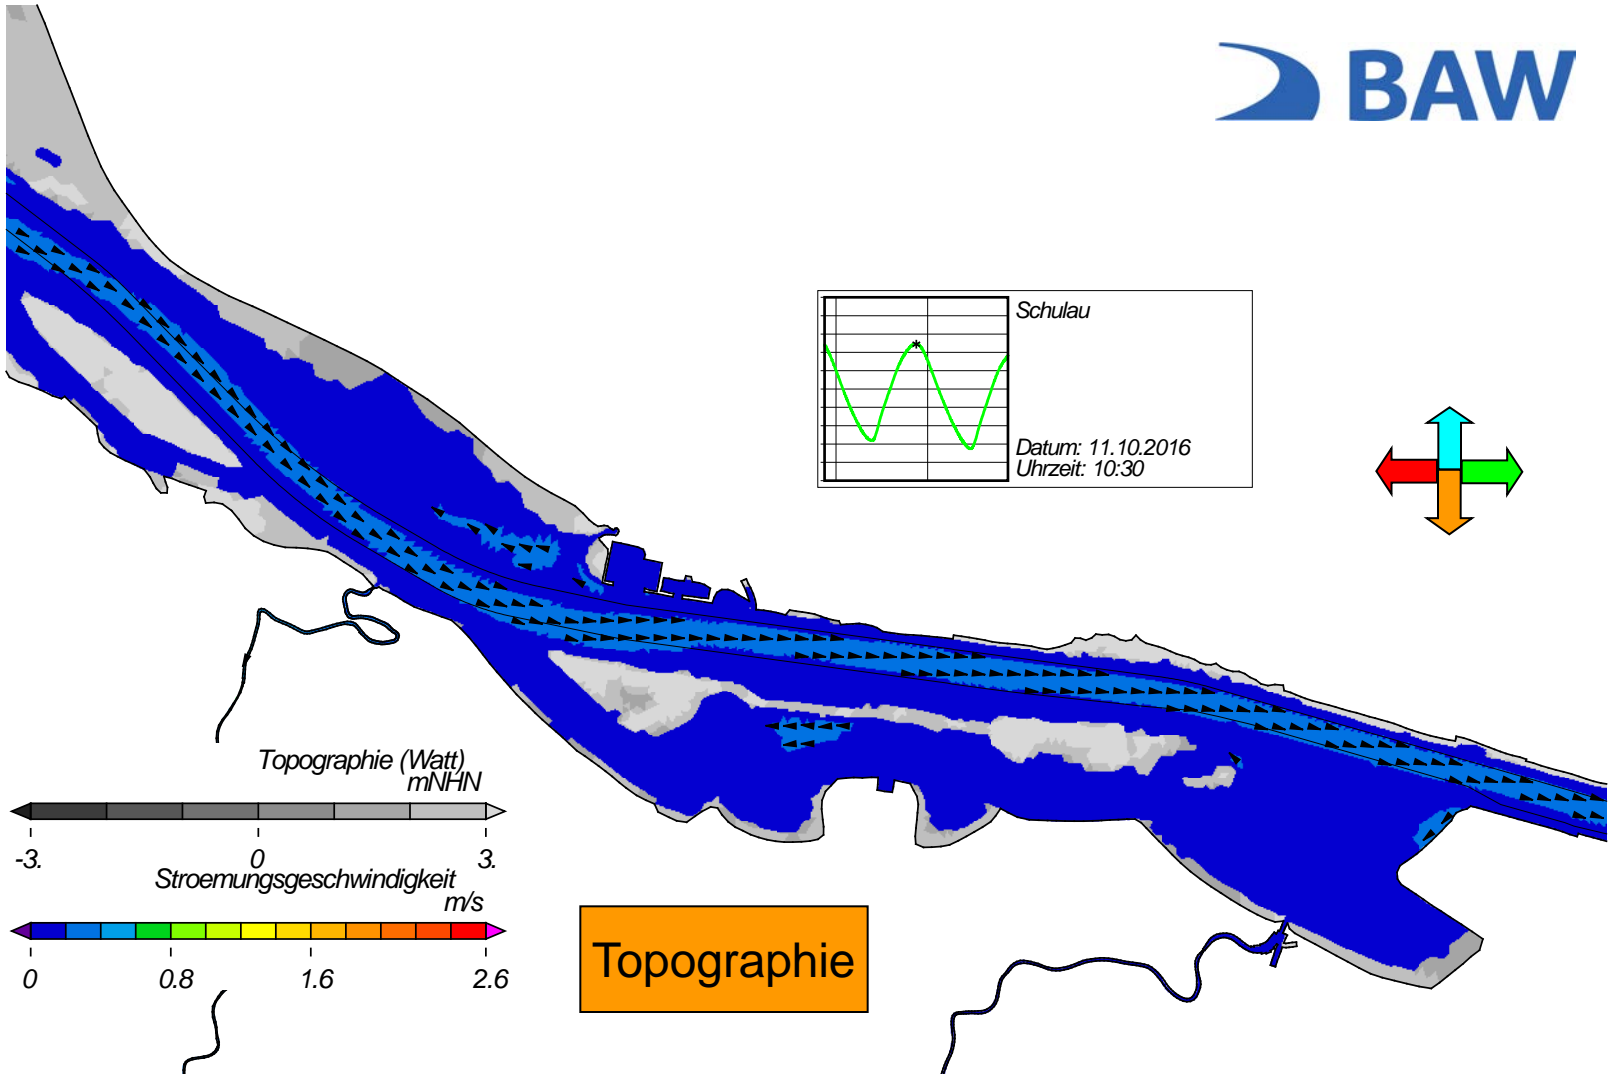 BAW
Schulau
Datum: 11.10.2016
Uhrzeit: 10:30
Topographie (Watt)
mNHN
-3. 0 3.
Stroemungsgeschwindigkeit
m/s
0 0.8 1.6 2.6
Topographie